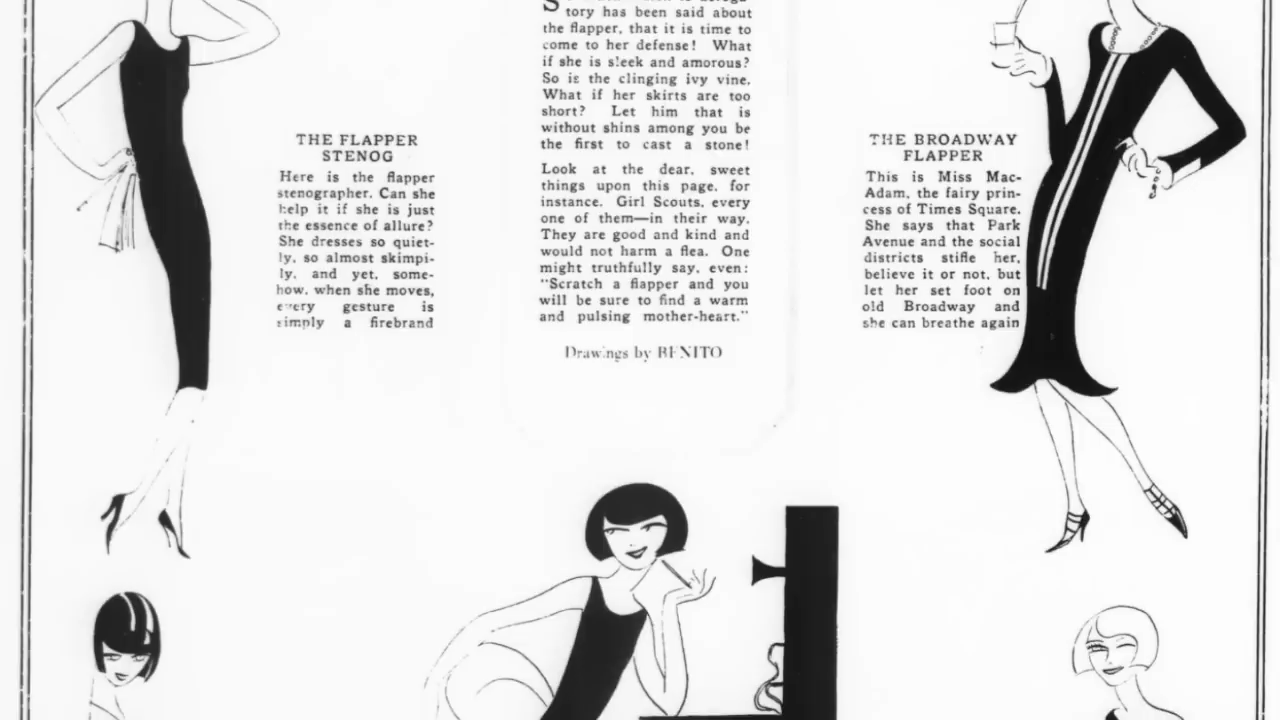 tory has been said about
the flapper, that it is time to
come to her defense! What
if she is sleek and amorous?
So is the clinging ivy vine.
What if her skirts are too
short? Let him that is
without shins among you be
the first to cast a stone!
Look at the dear, sweet
things upon this page, for
instance. Girl Scouts, every
one of them—in their way.
They are good and kind and
would not harm a flea. One
might truthfully say, even:
"Scratch a flapper and you
will be sure to find a warm
and pulsing mother-heart."
Drawings by BENITO
THE FLAPPER
STENOG
Here is the flapper
stenographer. Can she
help it if she is just
the essence of allure?
She dresses so quiet-
ly, so almost skimpi-
ly, and yet, some-
how, when she moves,
every gesture is
simply a firebrand
THE BROADWAY
FLAPPER
This is Miss Mac-
Adam, the fairy prin-
cess of Times Square.
She says that Park
Avenue and the social
districts stifle her,
believe it or not, but
let her set foot on
old Broadway and
she can breathe again